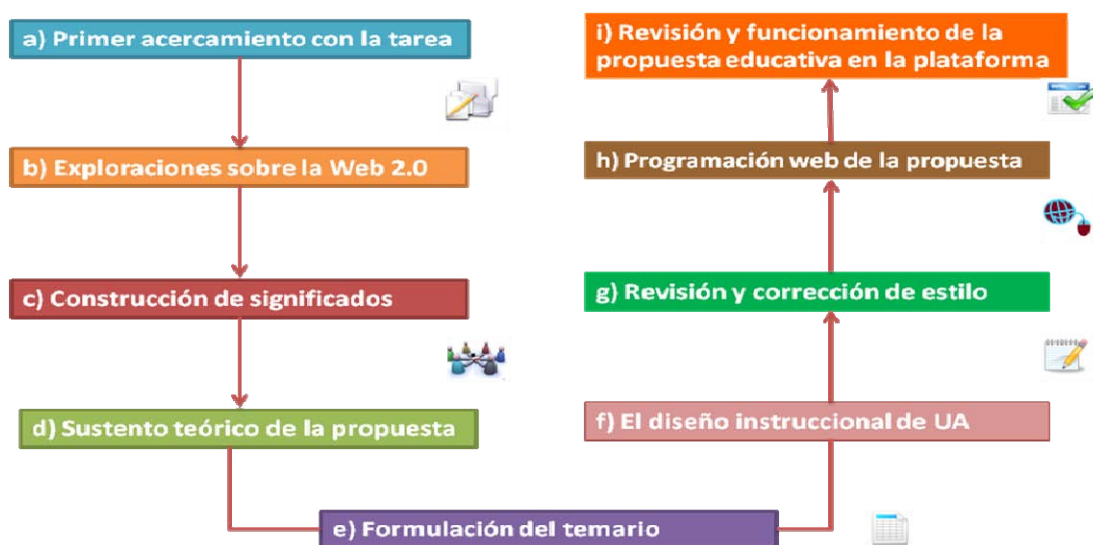 a) Primer acercamiento con la tarea
b) Exploraciones sobre la Web 2.0
c) Construcción de significados
d) Sustento teórico de la propuesta
e) Formulación del temario
f) El diseño instruccional de UA
g) Revisión y corrección de estilo
h) Programación web de la propuesta
i) Revisión y funcionamiento de la
propuesta educativa en la plataforma